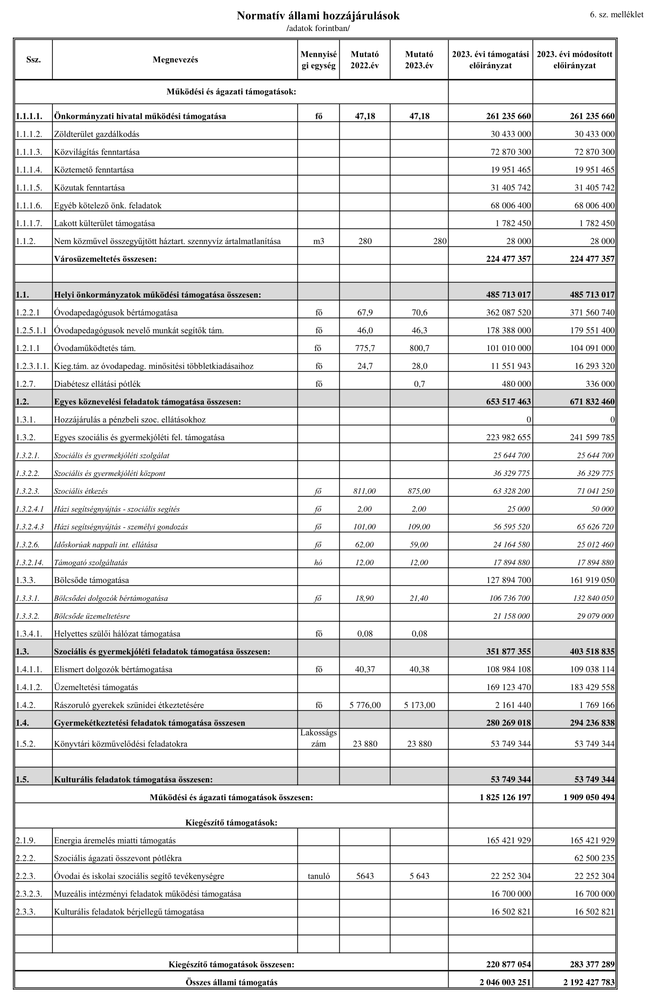 Normatív állami hozzájárulások
6. sz. melléklet
/adatok forintban/
Ssz. Megnevezés Mennyisé gi egység Mutató 2022.év Mutató 2023.év 2023. évi támogatási előirányzat 2023. évi módosított előirányzat
Működési és ágazati támogatások:
1.1.1.1. Önkormányzati hivatal működési támogatása fő 47,18 47,18 261 235 660 261 235 660
1.1.1.2. Zöldterület gazdálkodás 30 433 000 30 433 000
1.1.1.3. Közvilágítás fenntartása 72 870 300 72 870 300
1.1.1.4. Köztemető fenntartása 19 951 465 19 951 465
1.1.1.5. Közutak fenntartása 31 405 742 31 405 742
1.1.1.6. Egyéb kötelező önk. feladatok 68 006 400 68 006 400
1.1.1.7. Lakott külterület támogatása 1 782 450 1 782 450
1.1.2. Nem közművel összegyűjtött háztart. szennyvíz ártalmatlanítása m3 280 280 28 000 28 000
Városüzemeltetés összesen: 224 477 357 224 477 357
1.1. Helyi önkormányzatok működési támogatása összesen: 485 713 017 485 713 017
1.2.2.1 Óvodapedagógusok bértámogatása fő 67,9 70,6 362 087 520 371 560 740
1.2.5.1.1 Óvodapedagógusok nevelő munkát segítők tám. fő 46,0 46,3 178 388 000 179 551 400
1.2.1.1 Óvodaműködtetés tám. fő 775,7 800,7 101 010 000 104 091 000
1.2.3.1.1. Kieg.tám. az óvodapedag. minősitési többletkiadásaihoz fő 24,7 28,0 11 551 943 16 293 320
1.2.7. Diabétesz ellátási pótlék fő 0,7 480 000 336 000
1.2. Egyes köznevelési feladatok támogatása összesen: 653 517 463 671 832 460
1.3.1. Hozzájárulás a pénzbeli szoc. ellátásokhoz 0 0
1.3.2. Egyes szociális és gyermekjóléti fel. támogatása 223 982 655 241 599 785
1.3.2.1. Szociális és gyermekjóléti szolgálat 25 644 700 25 644 700
1.3.2.2. Szociális és gyermekjóléti központ 36 329 775 36 329 775
1.3.2.3. Szociális étkezés fő 811,00 875,00 63 328 200 71 041 250
1.3.2.4.1 Házi segítségnyújtás - szociális segítés fő 2,00 2,00 25 000 50 000
1.3.2.4.3 Házi segítségnyújtás - személyi gondozás fő 101,00 109,00 56 595 520 65 626 720
1.3.2.6. Időskorúak nappali int. ellátása fő 62,00 59,00 24 164 580 25 012 460
1.3.2.14. Támogató szolgáltatás hó 12,00 12,00 17 894 880 17 894 880
1.3.3. Bölcsőde támogatása 127 894 700 161 919 050
1.3.3.1. Bölcsődei dolgozók bértámogatása fő 18,90 21,40 106 736 700 132 840 050
1.3.3.2. Bölcsőde üzemeltetésre 21 158 000 29 079 000
1.3.4.1. Helyettes szülői hálózat támogatása fő 0,08 0,08
1.3. Szociális és gyermekjóléti feladatok támogatása összesen: 351 877 355 403 518 835
1.4.1.1. Elismert dolgozók bértámogatása fő 40,37 40,38 108 984 108 109 038 114
1.4.1.2. Üzemeltetési támogatás 169 123 470 183 429 558
1.4.2. Rászoruló gyerekek szünidei étkeztetésére fő 5 776,00 5 173,00 2 161 440 1 769 166
1.4. Gyermekétkeztetési feladatok támogatása összesen 280 269 018 294 236 838
1.5.2. Könyvtári közművelődési feladatokra Lakosságs zám 23 880 23 880 53 749 344 53 749 344
1.5. Kulturális feladatok támogatása összesen: 53 749 344 53 749 344
Működési és ágazati támogatások összesen: 1 825 126 197 1 909 050 494
Kiegészítő támogatások:
2.1.9. Energia áremelés miatti támogatás 165 421 929 165 421 929
2.2.2. Szociális ágazati összevont pótlékra 62 500 235
2.2.3. Óvodai és iskolai szociális segítő tevékenységre tanuló 5643 5 643 22 252 304 22 252 304
2.3.2.3. Muzeális intézményi feladatok működési támogatása 16 700 000 16 700 000
2.3.3. Kulturális feladatok bérjellegű támogatása 16 502 821 16 502 821
Kiegészítő támogatások összesen: 220 877 054 283 377 289
Összes állami támogatás 2 046 003 251 2 192 427 783